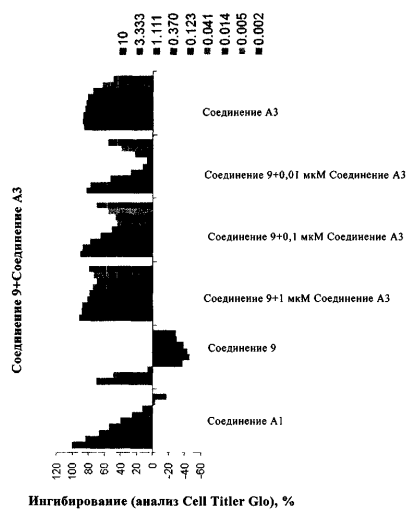 Соединение 9+Соединение А3
10
3.333
1.111
0.370
0.123
0.041
0.014
0.005
0.002
Соединение А3
Соединение 9+0,01 мкМ Соединение А3
Соединение 9+0,1 мкМ Соединение А3
Соединение 9+1 мкМ Соединение А3
Соединение 9
Соединение А1
120
100
80
60
40
20
0
-20
-40
-60
Ингибирование (анализ Cell Titler Glo), %